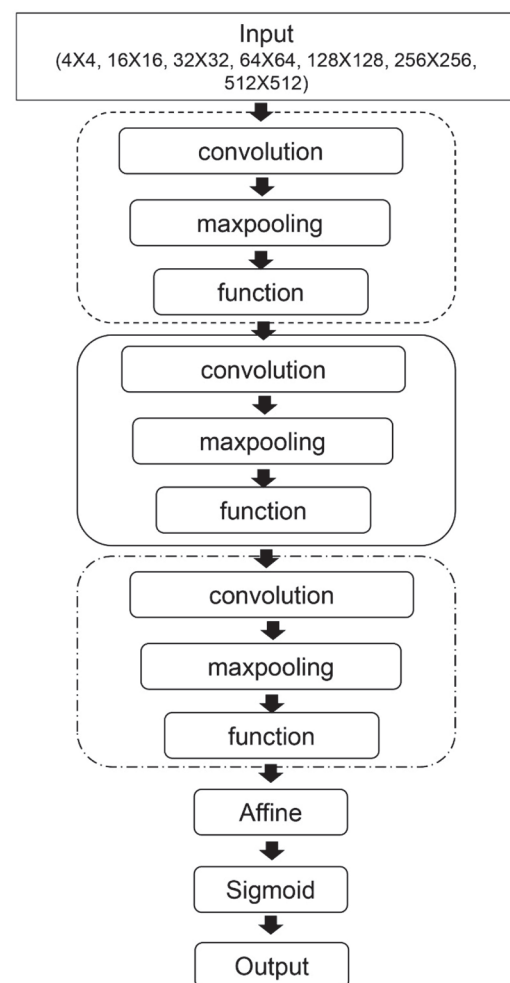 Input
(4X4, 16X16, 32X32, 64X64, 128X128, 256X256,
512X512)
convolution
maxpooling
function
convolution
maxpooling
function
convolution
maxpooling
function
Affine
Sigmoid
Output